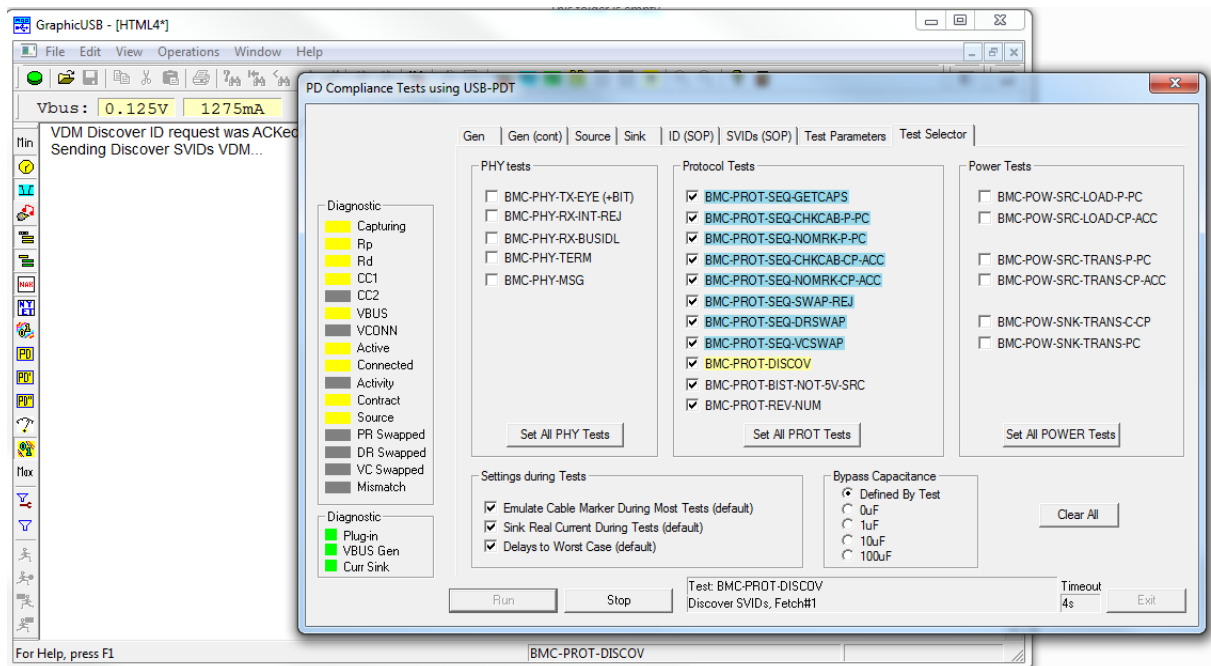 This folder is empty
GraphicUSB - [HTML4*]
File Edit View Operations Window Help
Vbus: 0.125V 1275mA
VDM Discover ID request was ACKed
Sending Discover SVIDs VDM...
Min
NAK
NYET
PD
PD'
PD"
Max
PD Compliance Tests using USB-PDT
Gen Gen (cont) Source Sink ID (SOP) SVIDs (SOP) Test Parameters Test Selector
Diagnostic
Capturing
Rp
Rd
CC1
CC2
VBUS
VCONN
Active
Connected
Activity
Contract
Source
PR Swapped
DR Swapped
VC Swapped
Mismatch
Diagnostic
Plug-in
VBUS Gen
Curr Sink
PHY tests
BMC-PHY-TX-EYE (+BIT)
BMC-PHY-RX-INT-REJ
BMC-PHY-RX-BUSIDL
BMC-PHY-TERM
BMC-PHY-MSG
Set All PHY Tests
Protocol Tests
BMC-PROT-SEQ-GETCAPS
BMC-PROT-SEQ-CHKCAB-P-PC
BMC-PROT-SEQ-NOMRK-P-PC
BMC-PROT-SEQ-CHKCAB-CP-ACC
BMC-PROT-SEQ-NOMRK-CP-ACC
BMC-PROT-SEQ-SWAP-REJ
BMC-PROT-SEQ-DRSWAP
BMC-PROT-SEQ-VCSWAP
BMC-PROT-DISCOV
BMC-PROT-BIST-NOT-5V-SRC
BMC-PROT-REV-NUM
Set All PROT Tests
Power Tests
BMC-POW-SRC-LOAD-P-PC
BMC-POW-SRC-LOAD-CP-ACC
BMC-POW-SRC-TRANS-P-PC
BMC-POW-SRC-TRANS-CP-ACC
BMC-POW-SNK-TRANS-C-CP
BMC-POW-SNK-TRANS-PC
Set All POWER Tests
Settings during Tests
Emulate Cable Marker During Most Tests (default)
Sink Real Current During Tests (default)
Delays to Worst Case (default)
Bypass Capacitance
Defined By Test
0uF
1uF
10uF
100uF
Clear All
Run Stop
Test: BMC-PROT-DISCOV
Discover SVIDs, Fetch#1
Timeout
4s
Exit
For Help, press F1
BMC-PROT-DISCOV